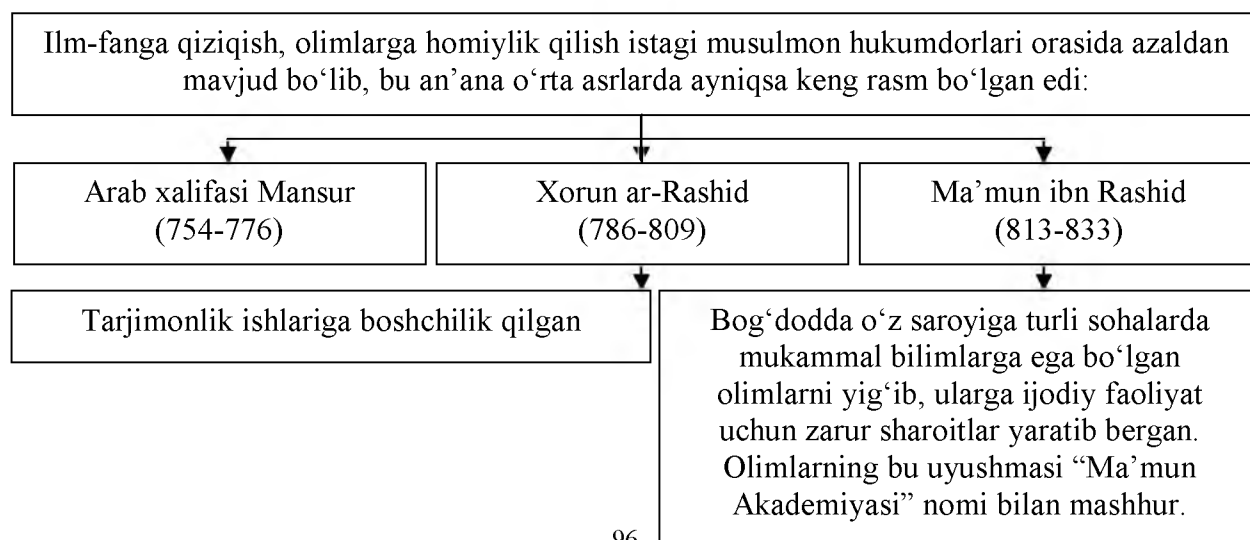 Ilm-fanga qiziqish, olimlarga homiylik qilish istagi musulmon hukumdorlari orasida azaldan
mavjud bo‘lib, bu an’ana o‘rta asrlarda ayniqsa keng rasm bo‘lgan edi:
Arab xalifasi Mansur
(754-776)
Xorun ar-Rashid
(786-809)
Ma’mun ibn Rashid
(813-833)
Tarjimonlik ishlariga boshchilik qilgan
Bog‘dodda o‘z saroyiga turli sohalarda
mukammal bilimlarga ega bo‘lgan
olimlarni yig‘ib, ularga ijodiy faoliyat
uchun zarur sharoitlar yaratib bergan.
Olimlarning bu uyushmasi “Ma’mun
Akademiyasi” nomi bilan mashhur.
96